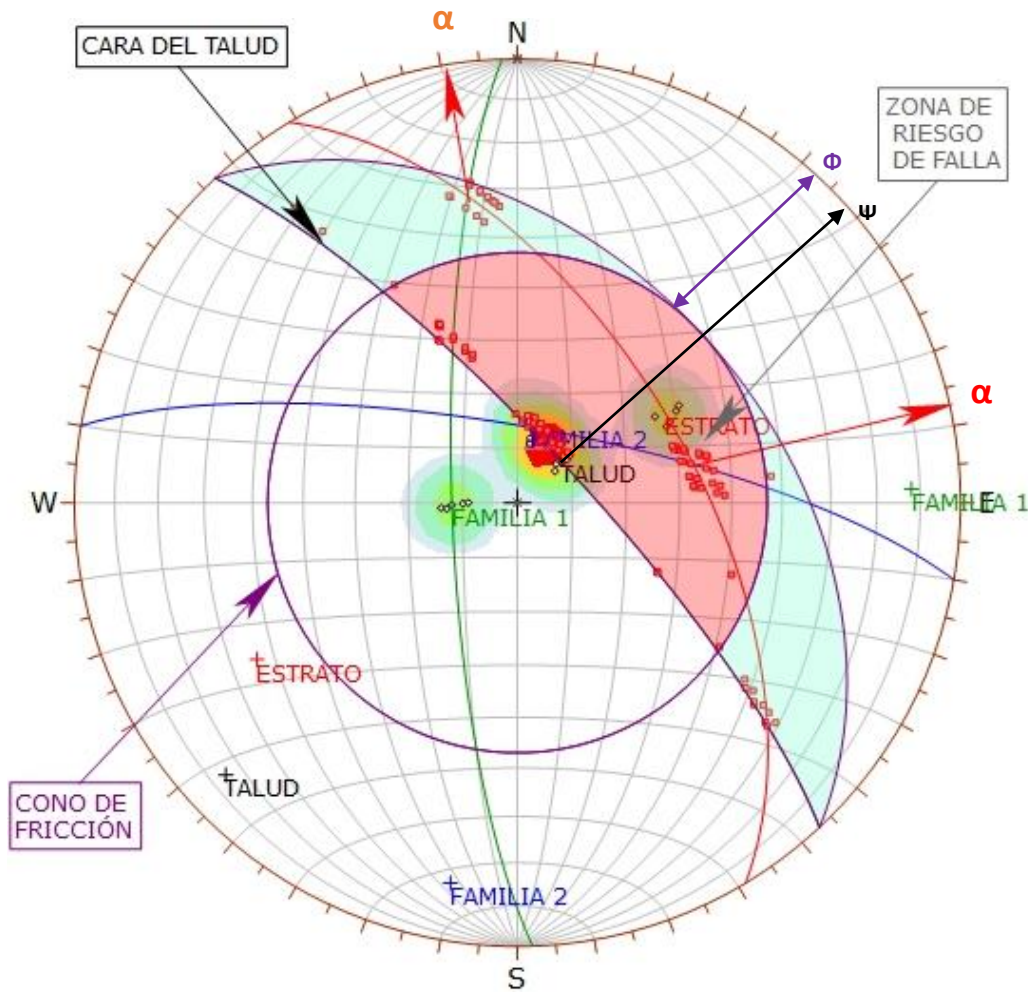 α
N
CARA DEL TALUD
ZONA DE
RIESGO
DE FALLA
Φ
Ψ
α
ESTRATO
FAMILIA 2
TALUD
W
FAMILIA 1
E
FAMILIA 1
ESTRATO
TALUD
CONO DE
FRICCIÓN
FAMILIA 2
S